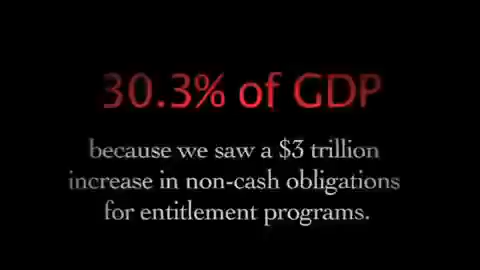 30.3% of GDP
because we saw a $3 trillion
increase in non-cash obligations
for entitlement programs.